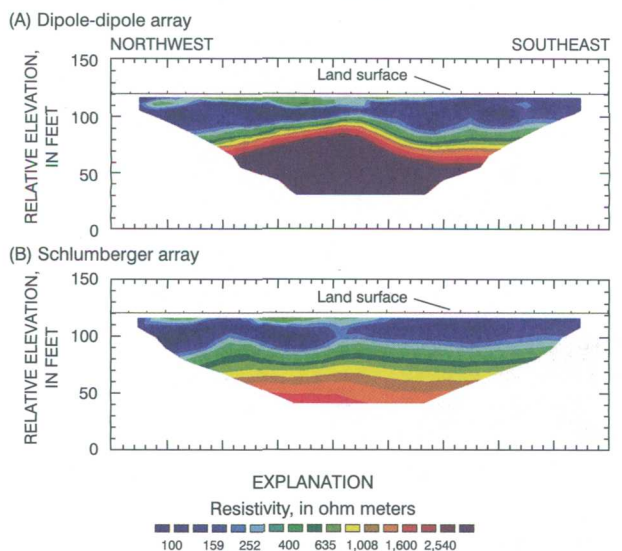 (A) Dipole-dipole array
NORTHWEST SOUTHEAST
150
Land surface
100
50
0
RELATIVE ELEVATION,
IN FEET
(B) Schlumberger array
150
Land surface
100
50
0
RELATIVE ELEVATION,
IN FEET
EXPLANATION
Resistivity, in ohm meters
100 159 252 400 635 1,008 1,600 2,540